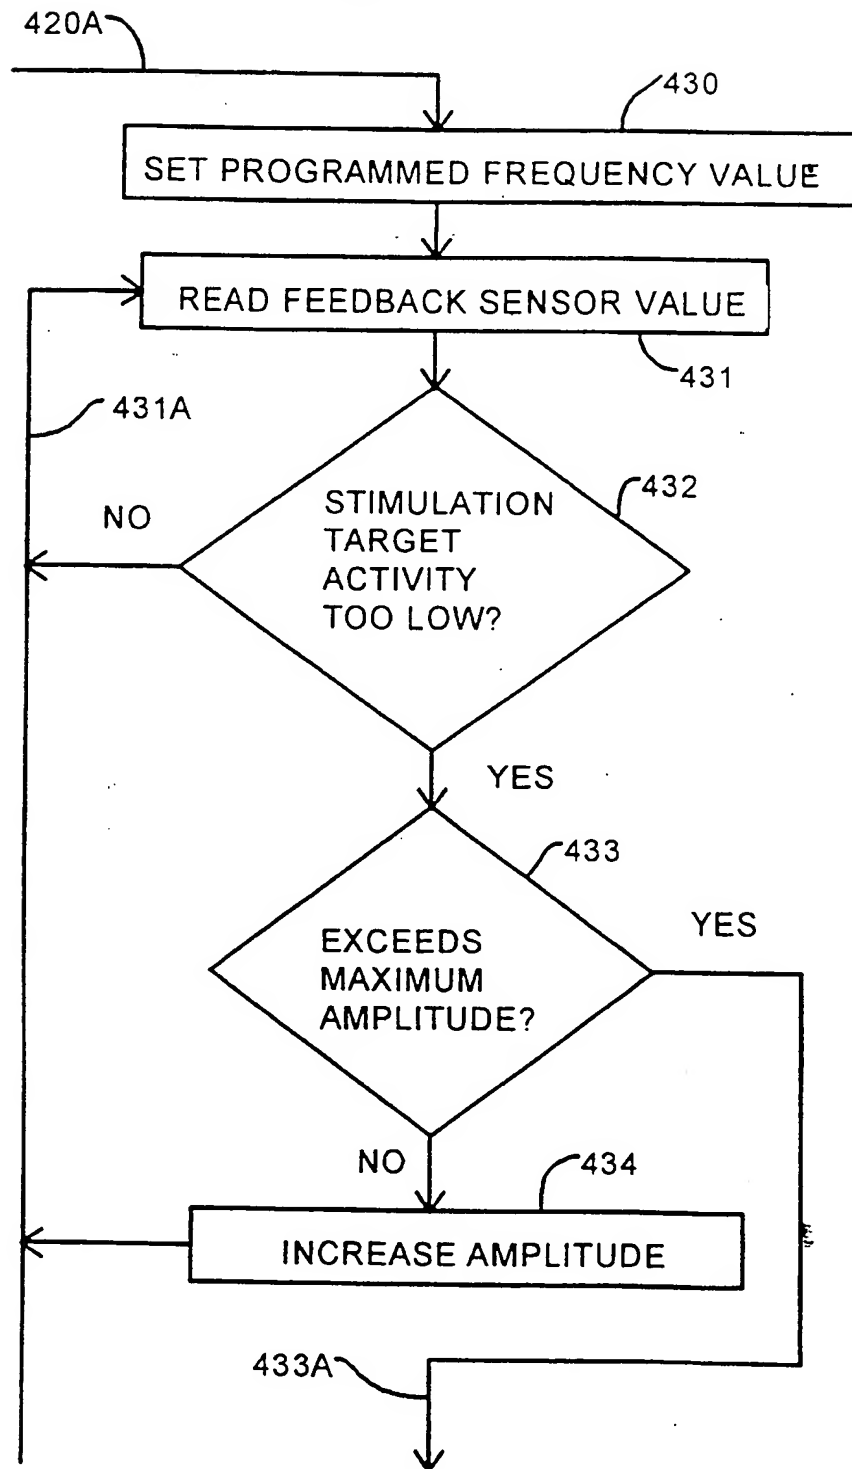 420A
430
SET PROGRAMMED FREQUENCY VALUE
READ FEEDBACK SENSOR VALUE
431
431A
432
NO
STIMULATION
TARGET
ACTIVITY
TOO LOW?
YES
433
YES
EXCEEDS
MAXIMUM
AMPLITUDE?
NO
434
INCREASE AMPLITUDE
433A